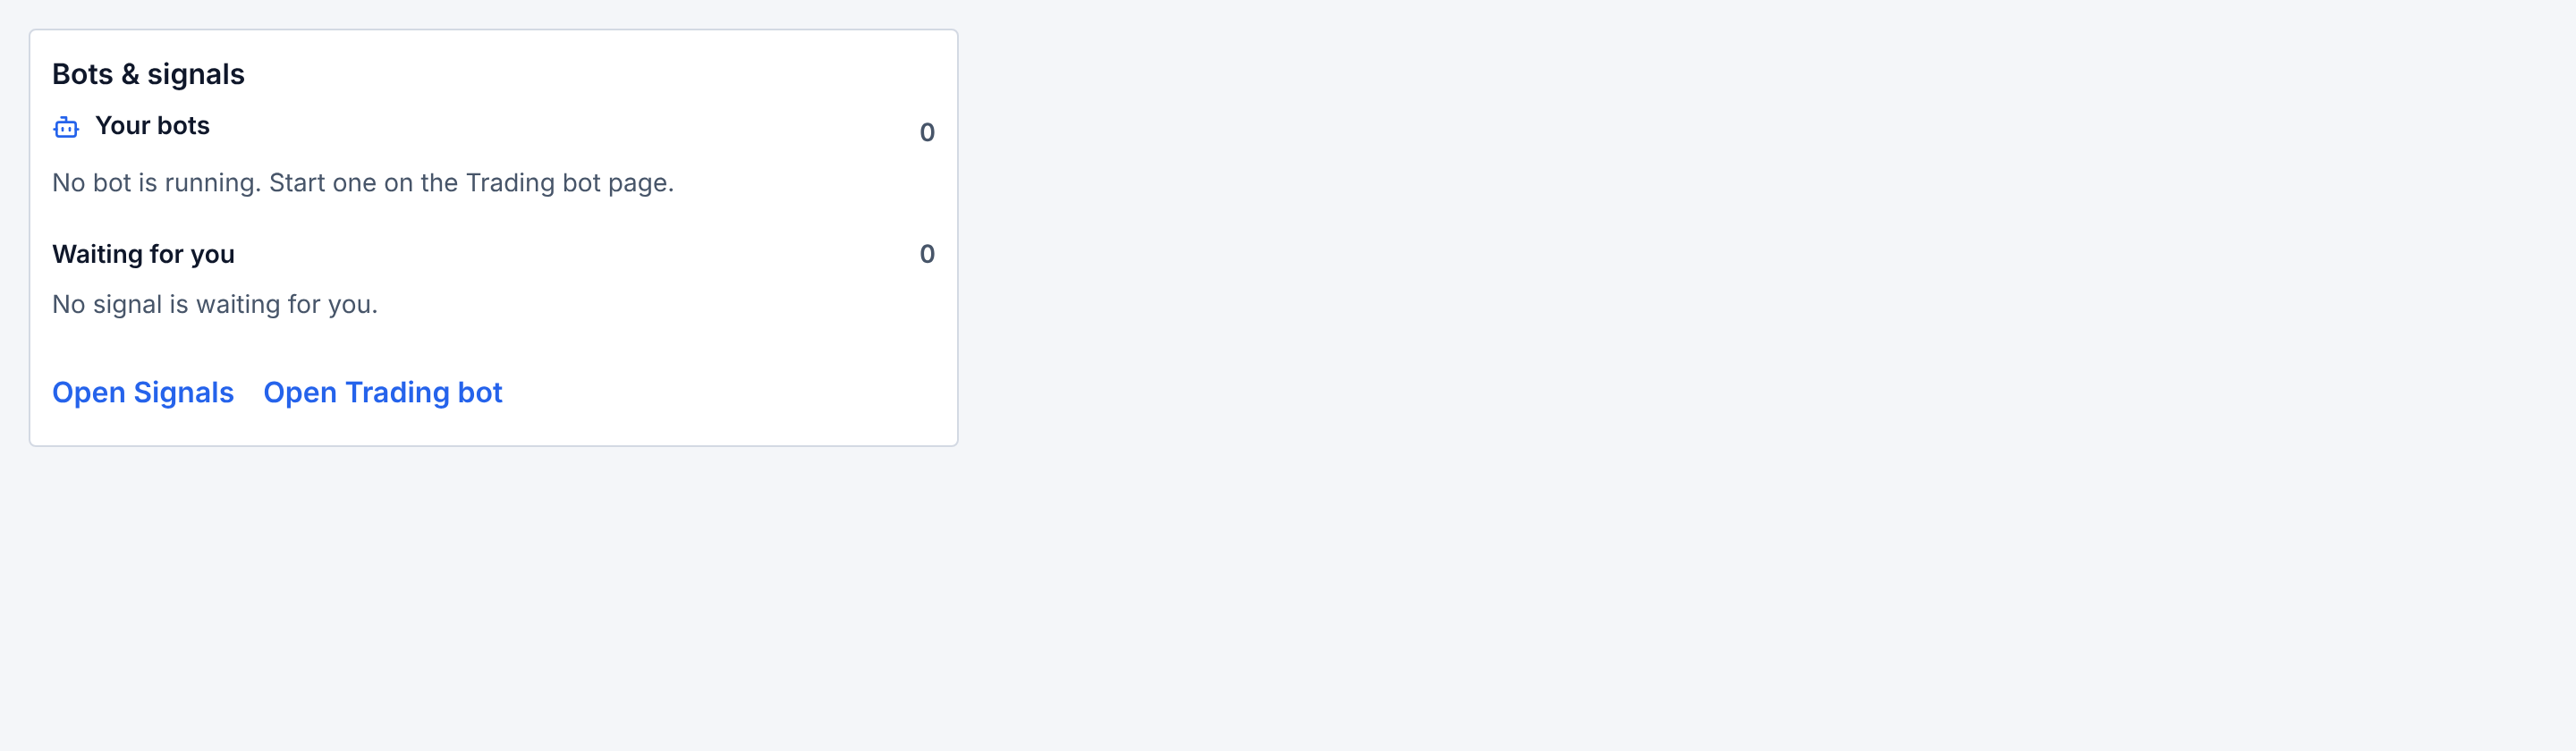 Bots & signals
Your bots 0
No bot is running. Start one on the Trading bot page.
Waiting for you 0
No signal is waiting for you.
Open Signals Open Trading bot